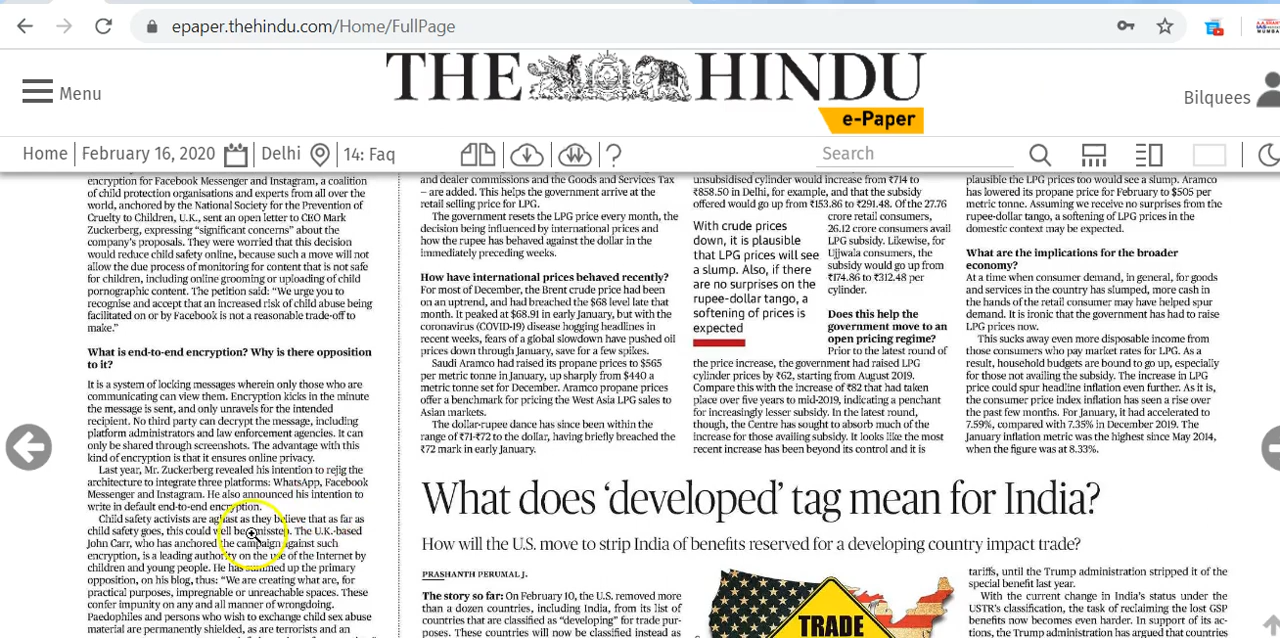 epaper.thehindu.com/Home/FullPage
Menu
THE HINDU
e-Paper
Bilquees
Home
February 16, 2020
Delhi
14: Faq
?
Search
encryption for Facebook Messenger and Instagram, a coalition
of child protection organisations and experts from all over the
world, anchored by the National Society for the Prevention of
Cruelty to Children, U.K., sent an open letter to CEO Mark
Zuckerberg, expressing “significant concerns” about the
company’s proposals. They were worried that this decision
would reduce child safety online, because such a move will not
allow the due process of monitoring for content that is not safe
for children, including online grooming or uploading of child
pornographic content. The petition said: “We urge you to
recognise and accept that an increased risk of child abuse being
facilitated on or by Facebook is not a reasonable trade-off to
make.”
What is end-to-end encryption? Why is there opposition
to it?
It is a system of locking messages wherein only those who are
communicating can view them. Encryption kicks in the minute
the message is sent, and only unravels for the intended
recipient. No third party can decrypt the message, including
platform administrators and law enforcement agencies. It can
only be shared through screenshots. The advantage with this
kind of encryption is that it ensures online privacy.
Last year, Mr. Zuckerberg revealed his intention to rejig the
architecture to integrate three platforms: WhatsApp, Facebook
Messenger and Instagram. He also announced his intention to
write in default end-to-end encryption.
Child safety activists are aghast as they believe that as far as
child safety goes, this could well be a misstep. The U.K.-based
John Carr, who has anchored the campaign against such
encryption, is a leading authority on the use of the Internet by
children and young people. He has summed up the primary
opposition, on his blog, thus: “We are creating what are, for
practical purposes, impregnable or unreachable spaces. These
confer impunity on any and all manner of wrongdoing.
Paedophiles and persons who wish to exchange child sex abuse
material are permanently shielded, as are terrorists and an
and dealer commissions and the Goods and Services Tax
– are added. This helps the government arrive at the
retail selling price for LPG.
The government resets the LPG price every month, the
decision being influenced by international prices and
how the rupee has behaved against the dollar in the
immediately preceding weeks.
How have international prices behaved recently?
For most of December, the Brent crude price had been
on an uptrend, and had breached the $68 level late that
month. It peaked at $68.91 in early January, but with the
coronavirus (COVID-19) disease hogging headlines in
recent weeks, fears of a global slowdown have pushed oil
prices down through January, save for a few spikes.
Saudi Aramco had raised its propane prices to $565
per metric tonne in January, up sharply from $440 a
metric tonne set for December. Aramco propane prices
offer a benchmark for pricing the West Asia LPG sales to
Asian markets.
The dollar-rupee dance has since been within the
range of ₹71-₹72 to the dollar, having briefly breached the
₹72 mark in early January.
unsubsidised cylinder would increase from ₹714 to
₹858.50 in Delhi, for example, and that the subsidy
offered would go up from ₹153.86 to ₹291.48. Of the 27.76
crore retail consumers,
26.12 crore consumers avail
LPG subsidy. Likewise, for
Ujjwala consumers, the
subsidy would go up from
₹174.86 to ₹312.48 per
cylinder.
With crude prices
down, it is plausible
that LPG prices will see
a slump. Also, if there
are no surprises on the
rupee-dollar tango, a
softening of prices is
expected
Does this help the
government move to an
open pricing regime?
Prior to the latest round of
the price increase, the government had raised LPG
cylinder prices by ₹62, starting from August 2019.
Compare this with the increase of ₹82 that had taken
place over five years to mid-2019, indicating a penchant
for increasingly lesser subsidy. In the latest round,
though, the Centre has sought to absorb much of the
increase for those availing subsidy. It looks like the most
recent increase has been beyond its control and it is
plausible the LPG prices too would see a slump. Aramco
has lowered its propane price for February to $505 per
metric tonne. Assuming we receive no surprises from the
rupee-dollar tango, a softening of LPG prices in the
domestic context may be expected.
What are the implications for the broader
economy?
At a time when consumer demand, in general, for goods
and services in the country has slumped, more cash in
the hands of the retail consumer may have helped spur
demand. It is ironic that the government has had to raise
LPG prices now.
This sucks away even more disposable income from
those consumers who pay market rates for LPG. As a
result, household budgets are bound to go up, especially
for those not availing the subsidy. The increase in LPG
price could spur headline inflation even further. As it is,
the consumer price index inflation has seen a rise over
the past few months. For January, it had accelerated to
7.59%, compared with 7.35% in December 2019. The
January inflation metric was the highest since May 2014,
when the figure was at 8.33%.
What does ‘developed’ tag mean for India?
How will the U.S. move to strip India of benefits reserved for a developing country impact trade?
PRASHANTH PERUMAL J.
The story so far: On February 10, the U.S. removed more
than a dozen countries, including India, from its list of
countries that are classified as “developing” for trade pur-
poses. These countries will now be classified instead as
TRADE
tariffs, until the Trump administration stripped it of the
special benefit last year.
With the current change in India’s status under the
USTR’s classification, the task of reclaiming the lost GSP
benefits now becomes even harder. In support of its ac-
tions, the Trump administration has argued that nations,